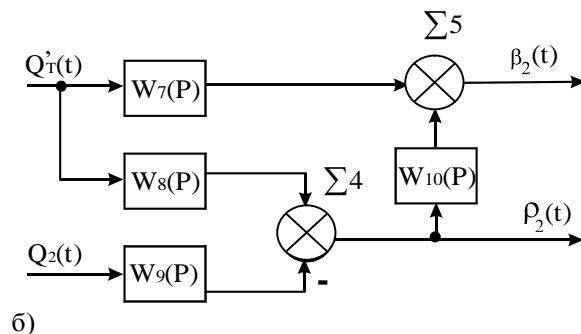 ∑5
Q'T(t)
W7(P)
β2(t)
W8(P)
∑4
W10(P)
ρ2(t)
Q2(t)
W9(P)
-
б)